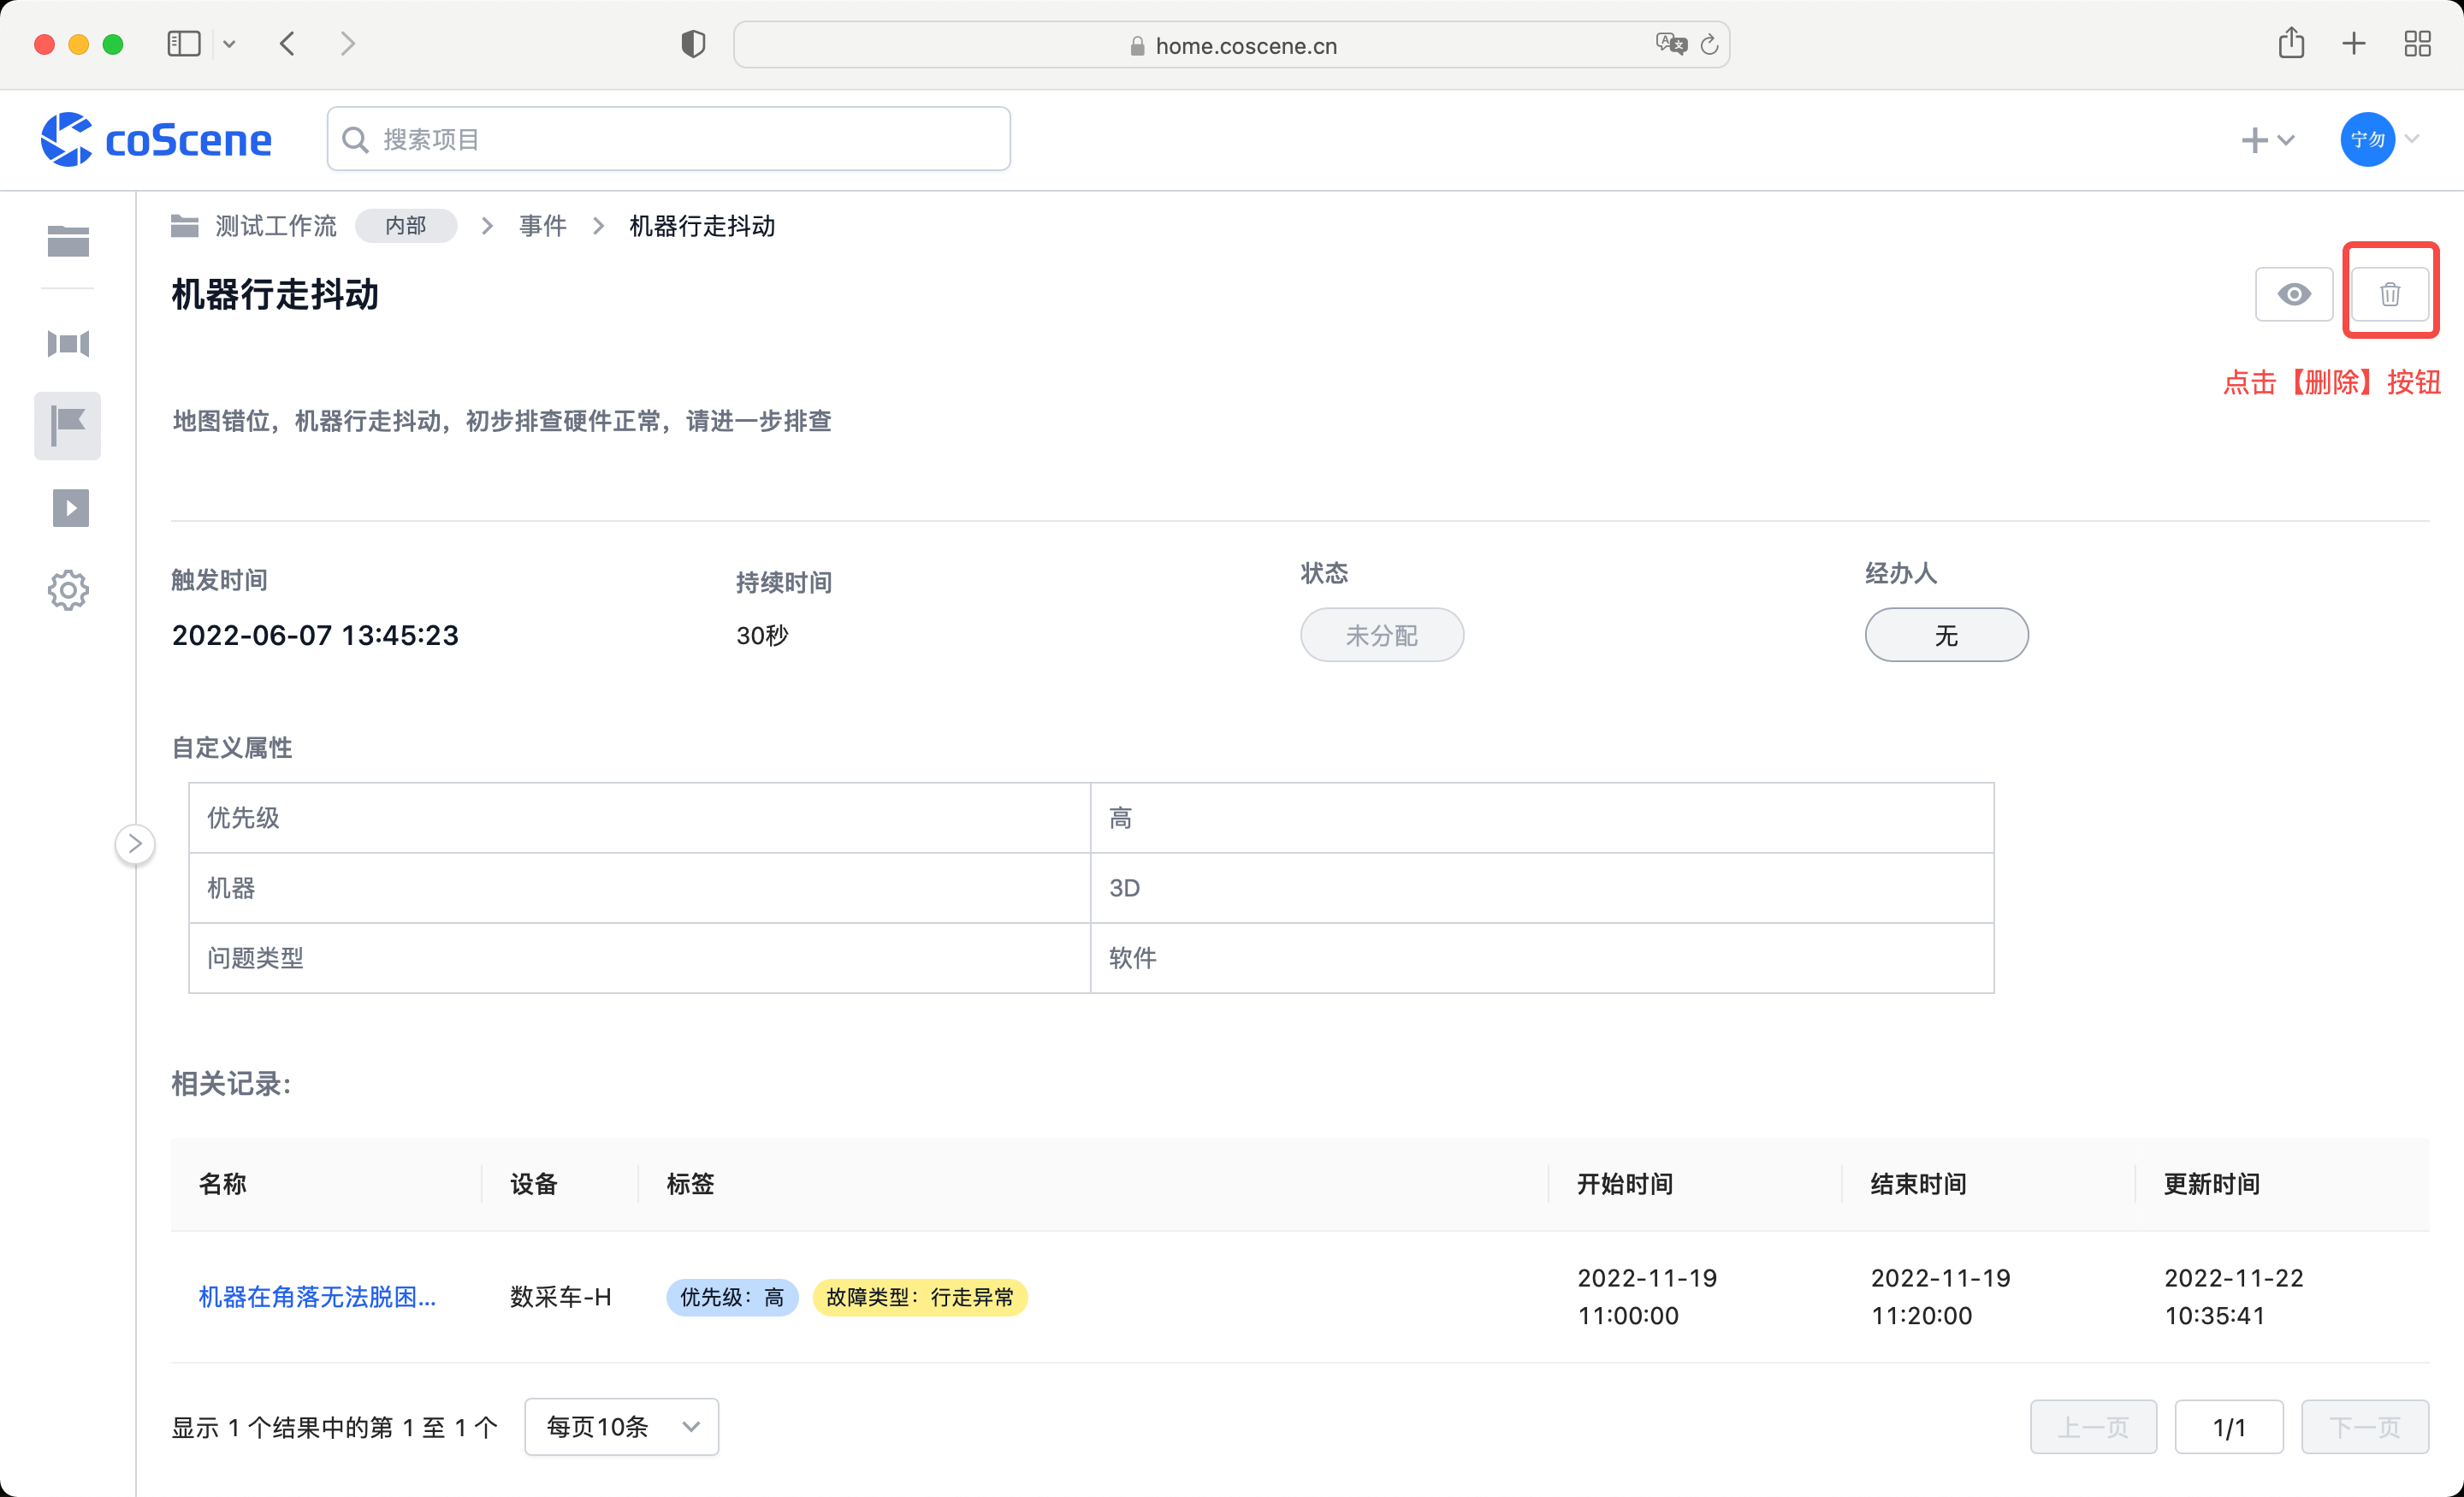 home.coscene.cn
coScene
搜索项目
宁勿
测试工作流 内部 事件 机器行走抖动
机器行走抖动
点击【删除】按钮
地图错位，机器行走抖动，初步排查硬件正常，请进一步排查
触发时间 持续时间 状态 经办人
2022-06-07 13:45:23 30秒 未分配 无
自定义属性
优先级 高
机器 3D
问题类型 软件
相关记录:
名称 设备 标签 开始时间 结束时间 更新时间
机器在角落无法脱困... 数采车-H 优先级：高 故障类型：行走异常 2022-11-19 11:00:00 2022-11-19 11:20:00 2022-11-22 10:35:41
显示 1 个结果中的第 1 至 1 个 每页10条 上一页 1/1 下一页